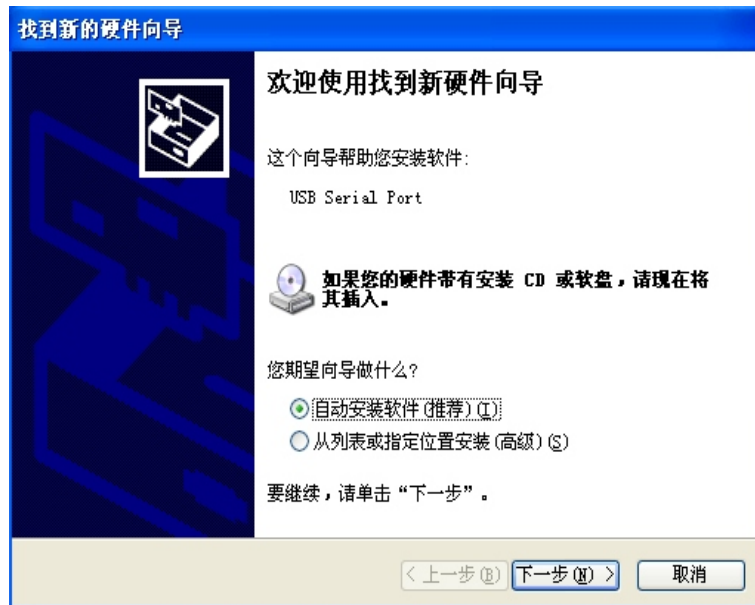 找到新的硬件向导
欢迎使用找到新硬件向导
这个向导帮助您安装软件:
USB Serial Port
如果您的硬件带有安装 CD 或软盘，请现在将
其插入。
您期望向导做什么?
自动安装软件(推荐)(I)
从列表或指定位置安装(高级)(S)
要继续，请单击“下一步”。
< 上一步(B)
下一步(N) >
取消